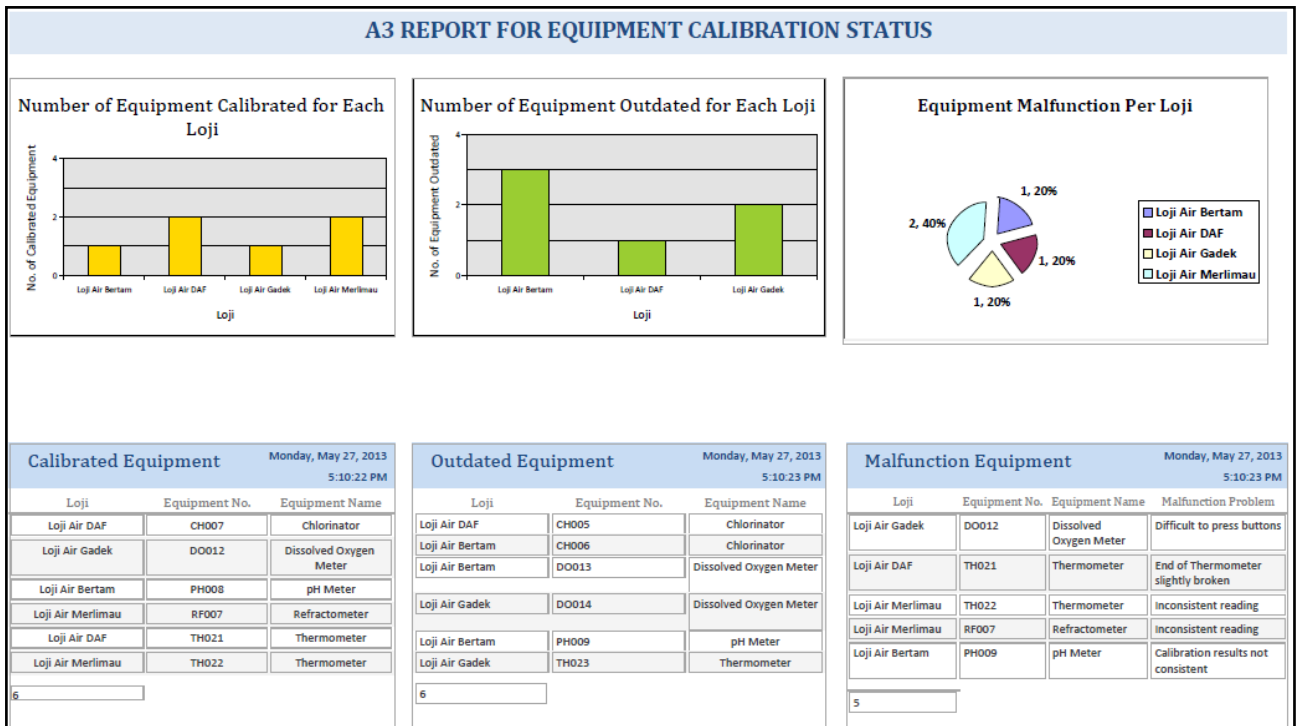 A3 REPORT FOR EQUIPMENT CALIBRATION STATUS
Number of Equipment Calibrated for Each
Loji
No. of Calibrated Equipment
4
2
0
Loji Air Bertam Loji Air DAF Loji Air Gadek Loji Air Merlimau
Loji
Number of Equipment Outdated for Each Loji
No. of Equipment Outdated
4
2
0
Loji Air Bertam Loji Air DAF Loji Air Gadek
Loji
Equipment Malfunction Per Loji
1, 20%
2, 40%
1, 20%
1, 20%
Loji Air Bertam
Loji Air DAF
Loji Air Gadek
Loji Air Merlimau
Calibrated Equipment Monday, May 27, 2013
5:10:22 PM
Loji Equipment No. Equipment Name
Loji Air DAF CH007 Chlorinator
Loji Air Gadek DO012 Dissolved Oxygen
Meter
Loji Air Bertam PH008 pH Meter
Loji Air Merlimau RF007 Refractometer
Loji Air DAF TH021 Thermometer
Loji Air Merlimau TH022 Thermometer
6
Outdated Equipment Monday, May 27, 2013
5:10:23 PM
Loji Equipment No. Equipment Name
Loji Air DAF CH005 Chlorinator
Loji Air Bertam CH006 Chlorinator
Loji Air Bertam DO013 Dissolved Oxygen Meter
Loji Air Gadek DO014 Dissolved Oxygen Meter
Loji Air Bertam PH009 pH Meter
Loji Air Gadek TH023 Thermometer
6
Malfunction Equipment Monday, May 27, 2013
5:10:23 PM
Loji Equipment No. Equipment Name Malfunction Problem
Loji Air Gadek DO012 Dissolved Difficult to press buttons
Oxygen Meter
Loji Air DAF TH021 Thermometer End of Thermometer
slightly broken
Loji Air Merlimau TH022 Thermometer Inconsistent reading
Loji Air Merlimau RF007 Refractometer Inconsistent reading
Loji Air Bertam PH009 pH Meter Calibration results not
consistent
5